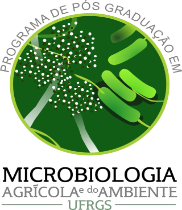 PROGRAMA DE PÓS GRADUAÇÃO EM
MICROBIOLOGIA
AGRÍCOLA e do AMBIENTE
UFRGS